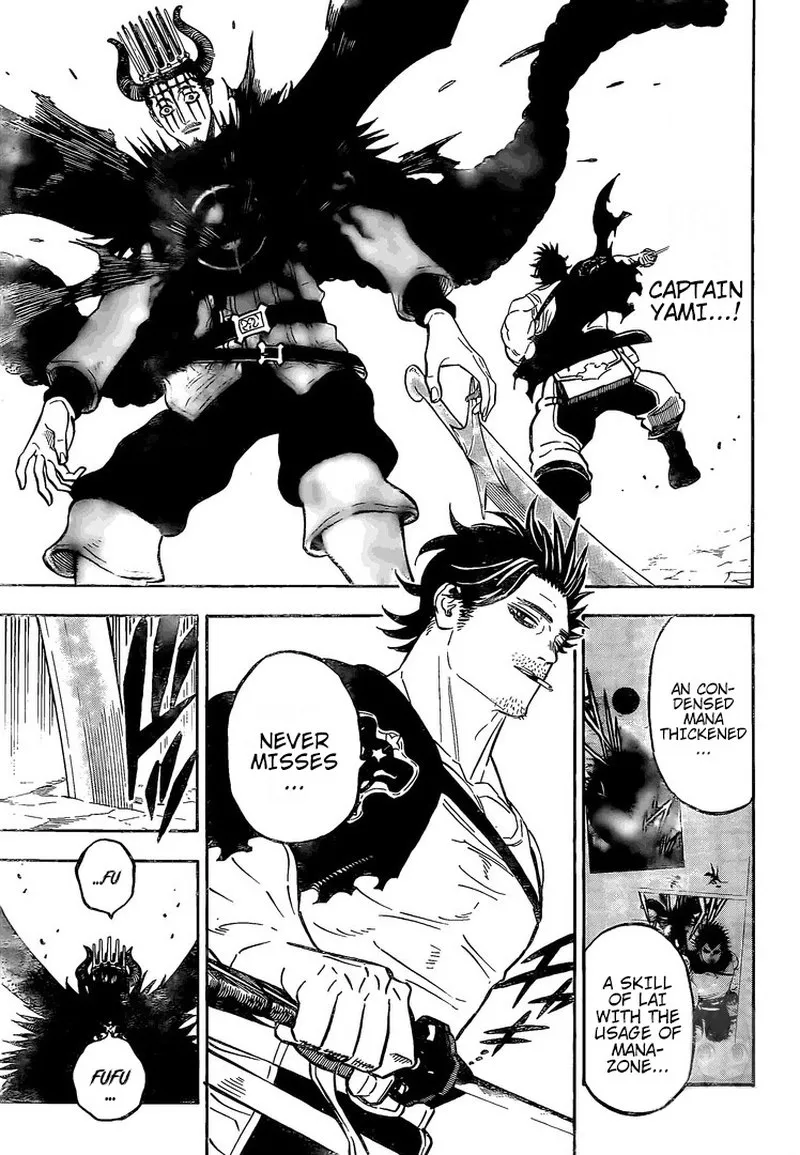 CAPTAIN
YAMI...!
AN CON-
DENSED
MANA
THICKENED
...
A SKILL
OF LAI
WITH THE
USAGE OF
MANA-
ZONE...
NEVER
MISSES
...
...FU
FUFU
...